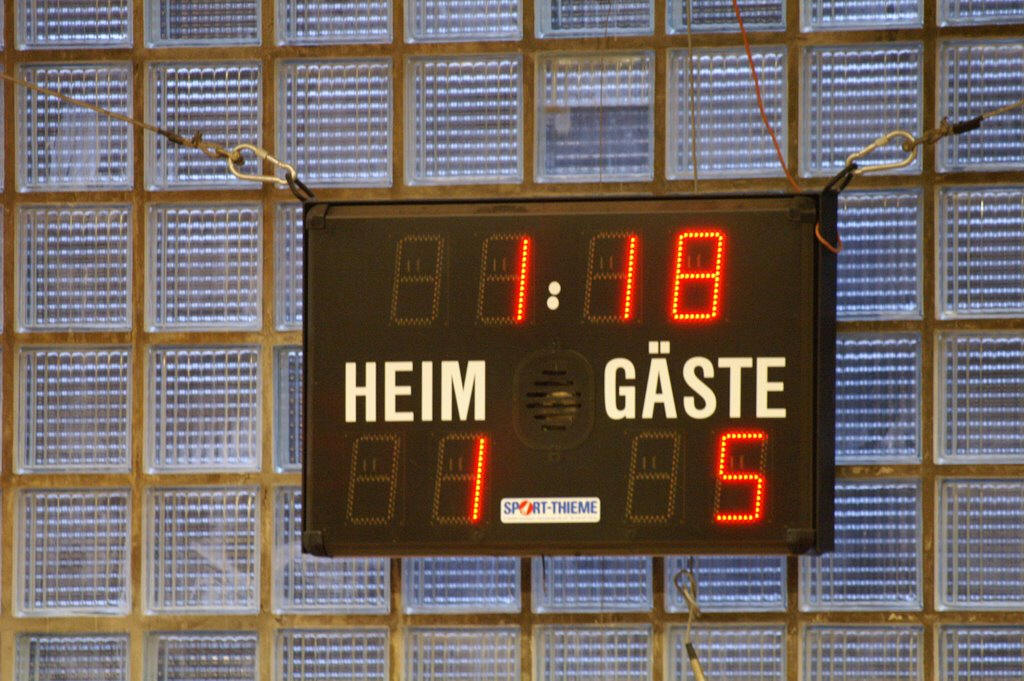 1:18
HEIM GÄSTE
1 5
SPORT-THIEME